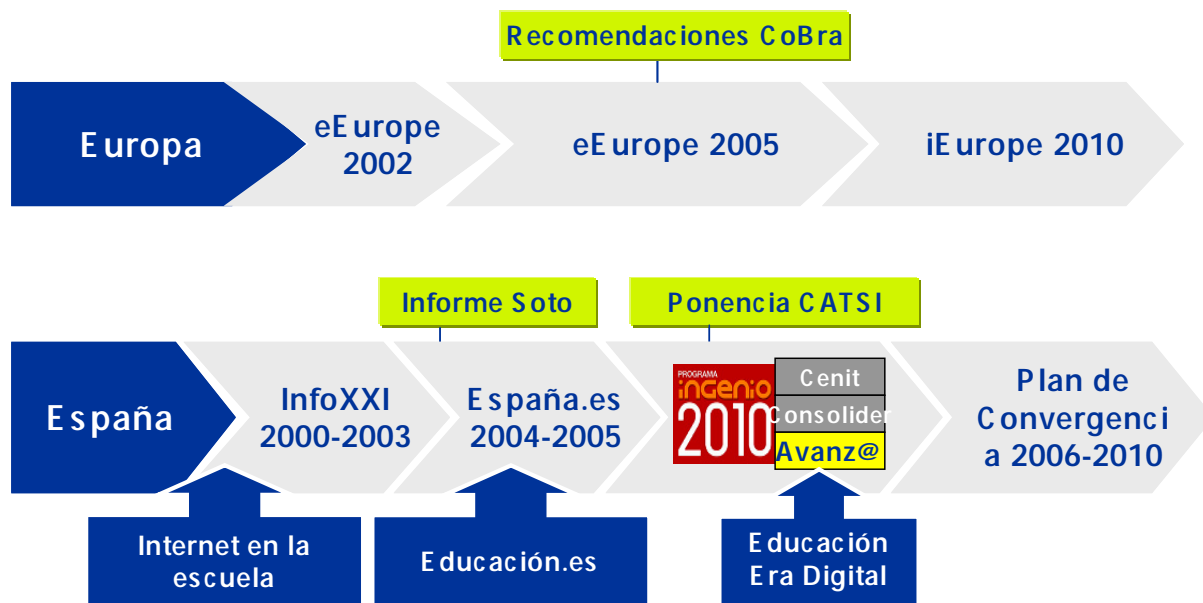 Recomendaciones CoBra
Europa
eEurope
2002
eEurope 2005
iEurope 2010
Informe Soto
Ponencia CATSI
España
InfoXXI
2000-2003
España.es
2004-2005
PROGRAMA
ingenio
2010
Cenit
Consolider
Avanz@
Plan de
Convergenci
a 2006-2010
Internet en la
escuela
Educación.es
Educación
Era Digital